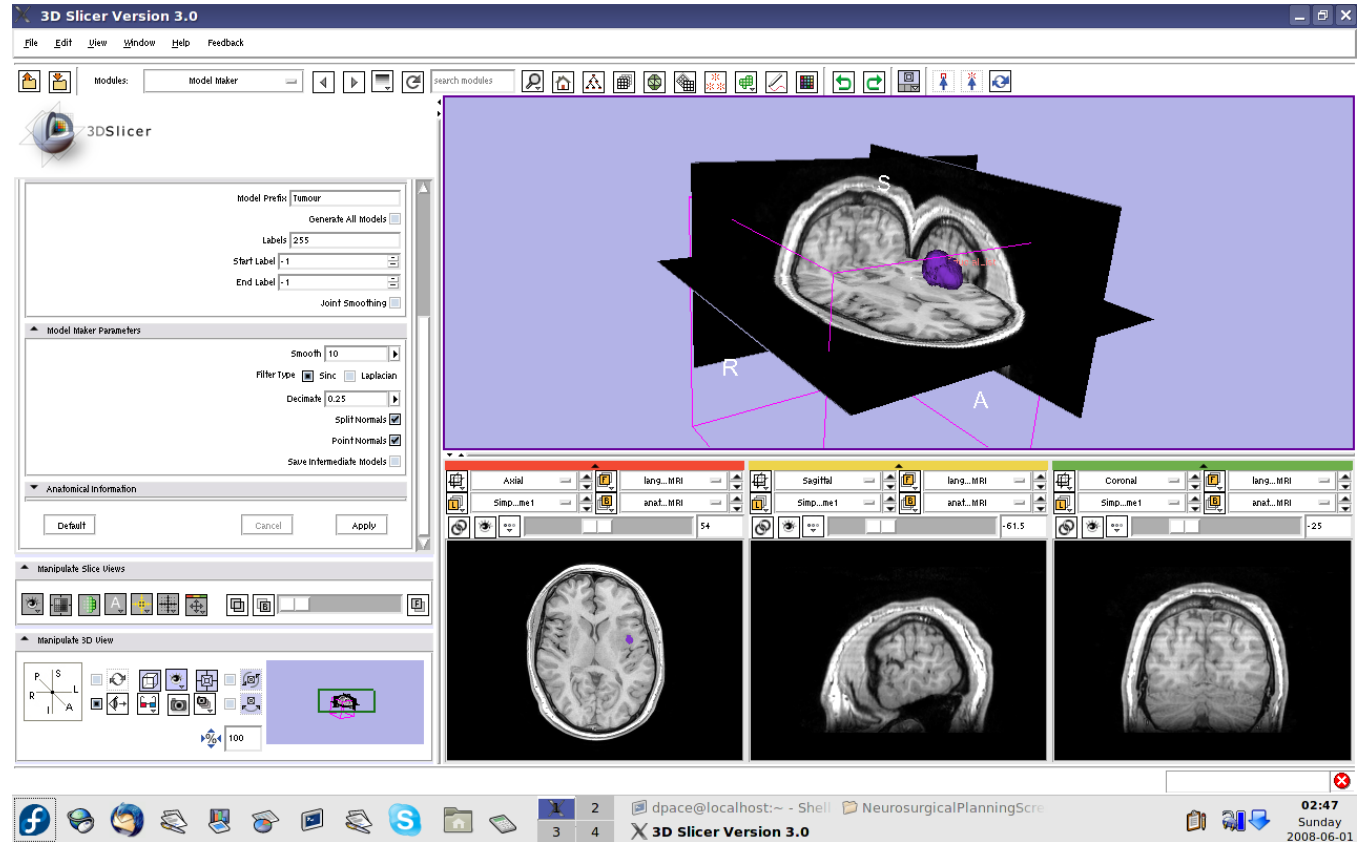 3D Slicer Version 3.0
File Edit View Window Help Feedback
Modules: Model Maker search modules
3DSlicer
Model Prefix Tumour
Generate All Models
Labels 255
Start Label -1
End Label -1
Joint Smoothing
Model Maker Parameters
Smooth 10
Filter Type Sinc Laplacian
Decimate 0.25
Split Normals
Point Normals
Save Intermediate Models
Anatomical Information
Default Cancel Apply
Manipulate Slice Views
Manipulate 3D View
P S
R L
I A
100
S
R
A
Axial lang...MRI
Simp...me1 anat...MRI
54
Sagittal lang...MRI
Simp...me1 anat...MRI
-61.5
Coronal lang...MRI
Simp...me1 anat...MRI
-25
1 2
3 4
dpace@localhost:~ - Shell
NeurosurgicalPlanningScre
3D Slicer Version 3.0
02:47
Sunday
2008-06-01